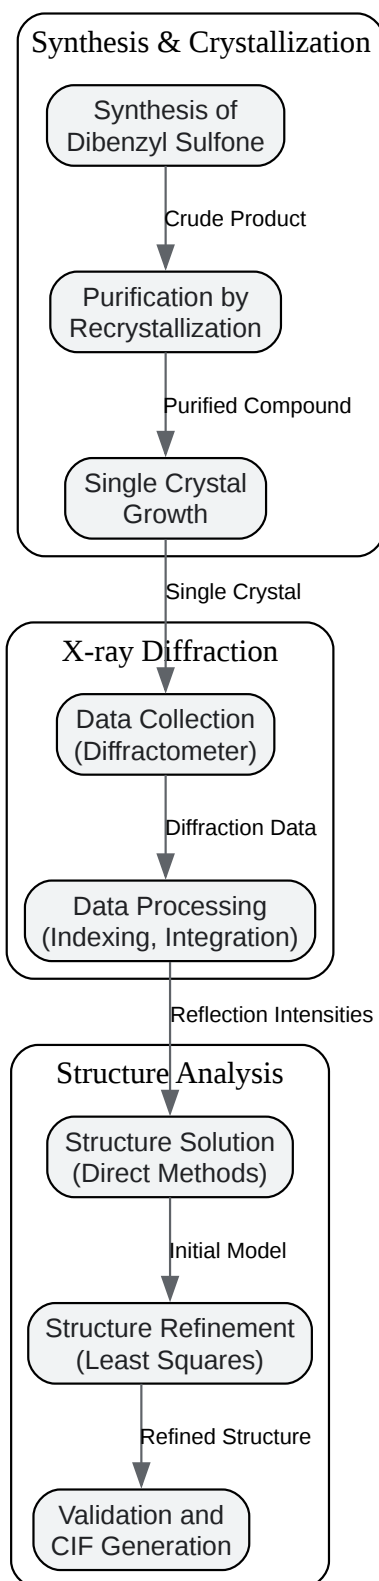 Synthesis & Crystallization
Synthesis of
Dibenzyl Sulfone
Crude Product
Purification by
Recrystallization
Purified Compound
Single Crystal
Growth
Single Crystal
X-ray Diffraction
Data Collection
(Diffractometer)
Diffraction Data
Data Processing
(Indexing, Integration)
Reflection Intensities
Structure Analysis
Structure Solution
(Direct Methods)
Initial Model
Structure Refinement
(Least Squares)
Refined Structure
Validation and
CIF Generation